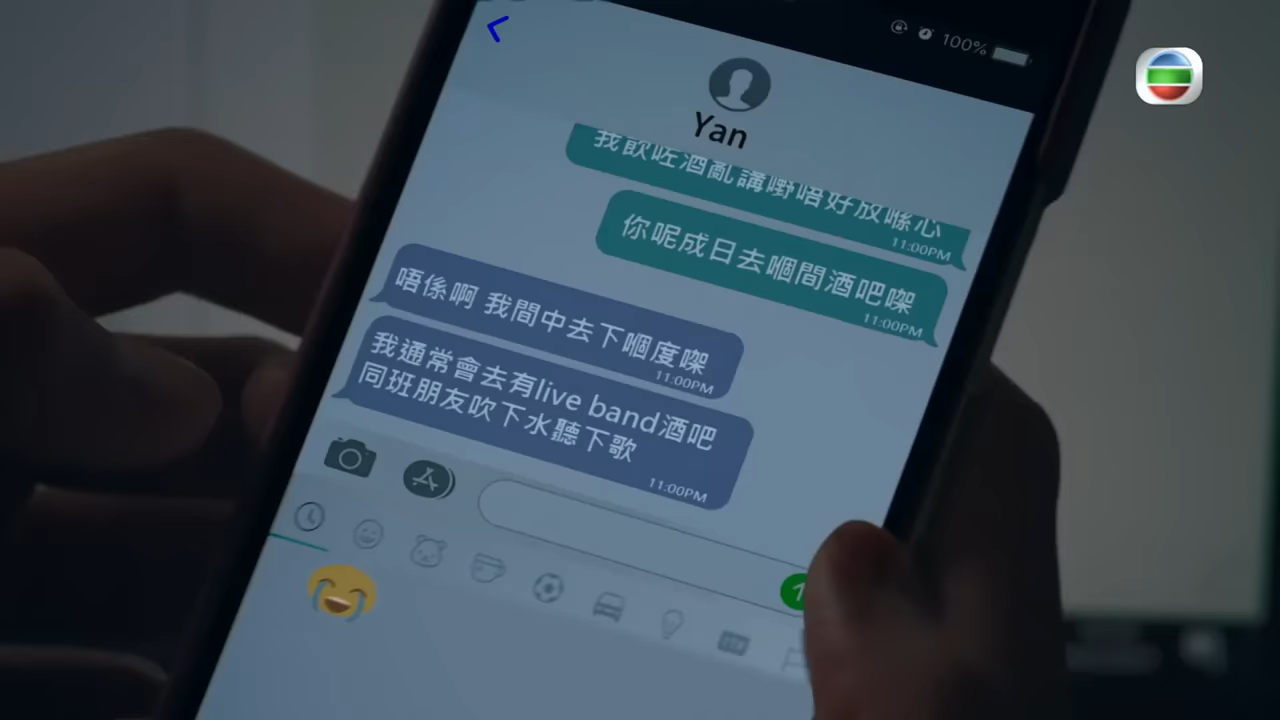 100%
Yan
我飲咗酒亂講嘢唔好放喺心
11:00PM
你呢成日去嗰間酒吧㗎
11:00PM
唔係啊 我間中去下嗰度㗎
11:00PM
我通常會去有live band酒吧
同班朋友吹下水聽下歌
11:00PM